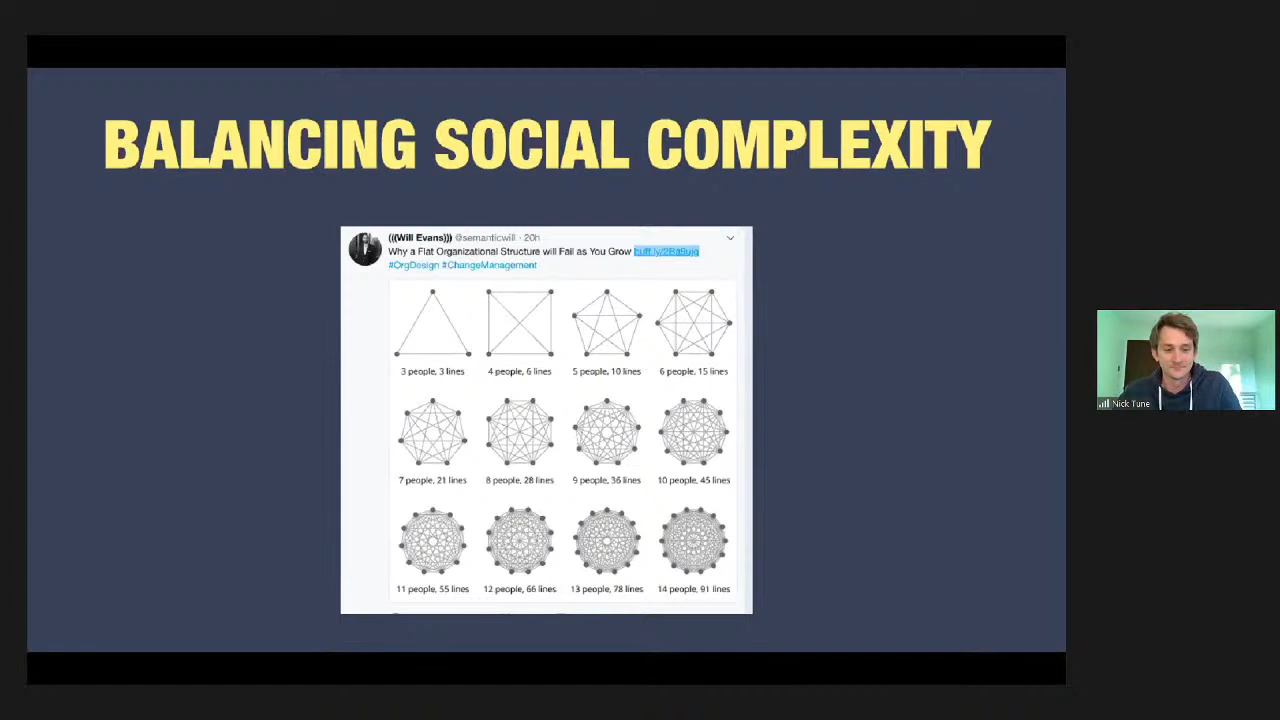 BALANCING SOCIAL COMPLEXITY
(((Will Evans))) @semanticwill · 20h
Why a Flat Organizational Structure will Fail as You Grow
#OrgDesign #ChangeManagement
3 people, 3 lines
4 people, 6 lines
5 people, 10 lines
6 people, 15 lines
7 people, 21 lines
8 people, 28 lines
9 people, 36 lines
10 people, 45 lines
11 people, 55 lines
12 people, 66 lines
13 people, 78 lines
14 people, 91 lines
Nick Tune